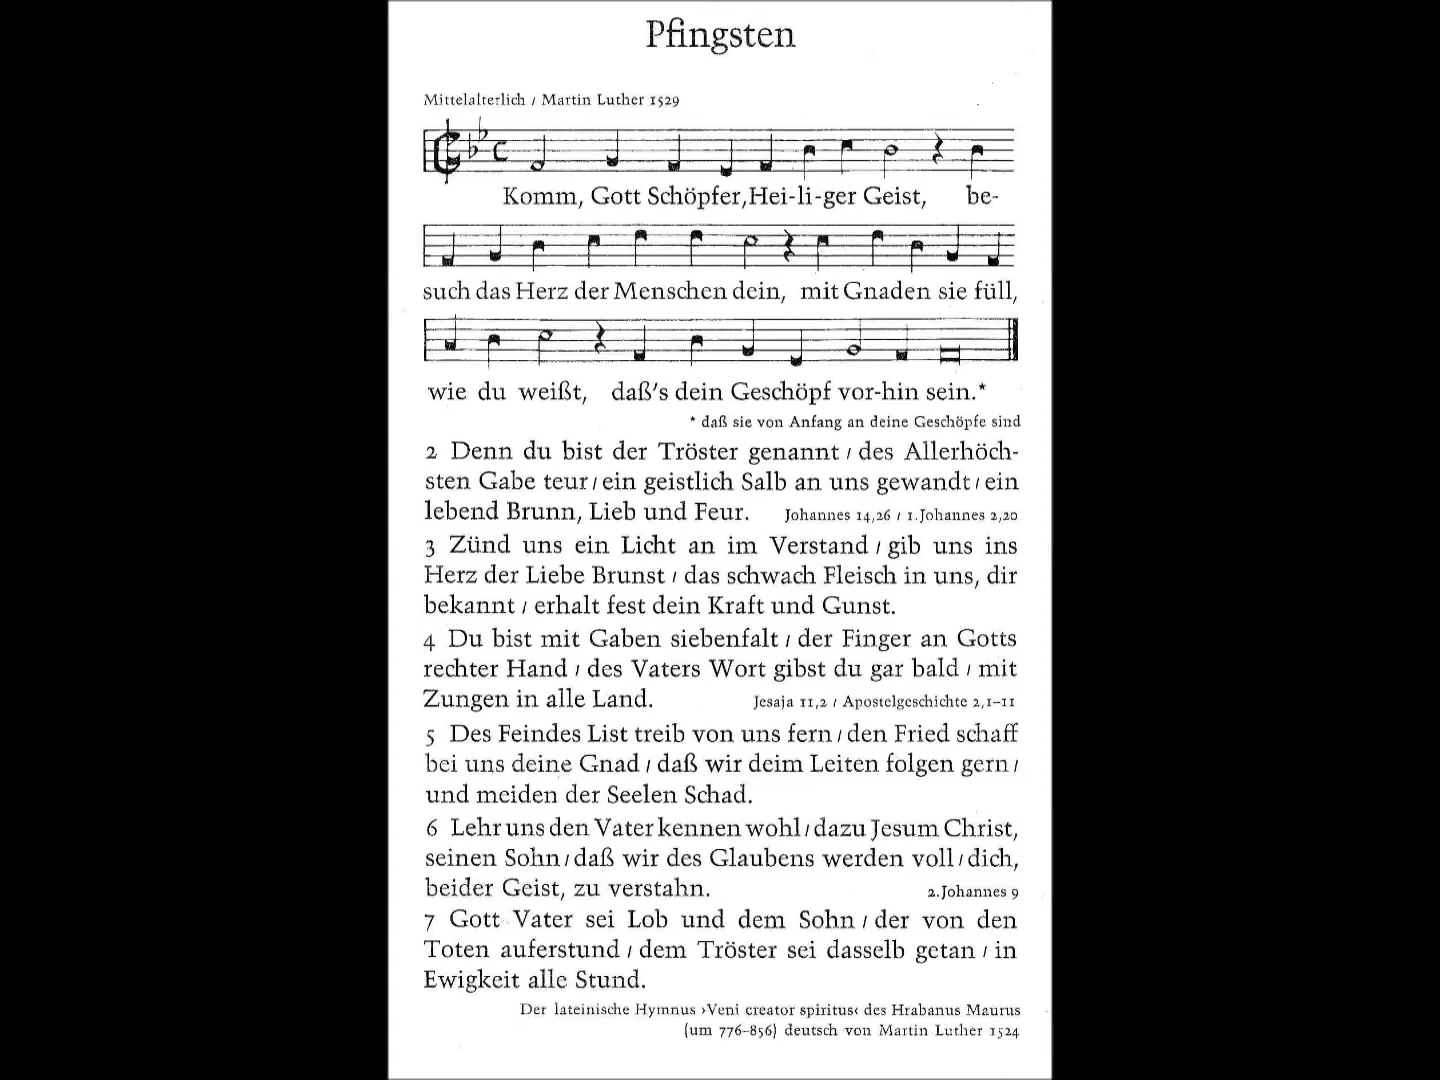 Pfingsten
Mittelalterlich / Martin Luther 1529
Komm, Gott Schöpfer, Hei-li-ger Geist, be-
such das Herz der Menschen dein, mit Gnaden sie füll,
wie du weißt, daß's dein Geschöpf vor-hin sein.*
* daß sie von Anfang an deine Geschöpfe sind
2 Denn du bist der Tröster genannt / des Allerhöch-
sten Gabe teur / ein geistlich Salb an uns gewandt / ein
lebend Brunn, Lieb und Feur. Johannes 14,26 / 1.Johannes 2,20
3 Zünd uns ein Licht an im Verstand / gib uns ins
Herz der Liebe Brunst / das schwach Fleisch in uns, dir
bekannt / erhalt fest dein Kraft und Gunst.
4 Du bist mit Gaben siebenfalt / der Finger an Gotts
rechter Hand / des Vaters Wort gibst du gar bald / mit
Zungen in alle Land. Jesaja 11,2 / Apostelgeschichte 2,1–11
5 Des Feindes List treib von uns fern / den Fried schaff
bei uns deine Gnad / daß wir deim Leiten folgen gern /
und meiden der Seelen Schad.
6 Lehr uns den Vater kennen wohl / dazu Jesum Christ,
seinen Sohn / daß wir des Glaubens werden voll / dich,
beider Geist, zu verstahn. 2.Johannes 9
7 Gott Vater sei Lob und dem Sohn / der von den
Toten auferstund / dem Tröster sei dasselb getan / in
Ewigkeit alle Stund.
Der lateinische Hymnus ›Veni creator spiritus‹ des Hrabanus Maurus
(um 776–856) deutsch von Martin Luther 1524